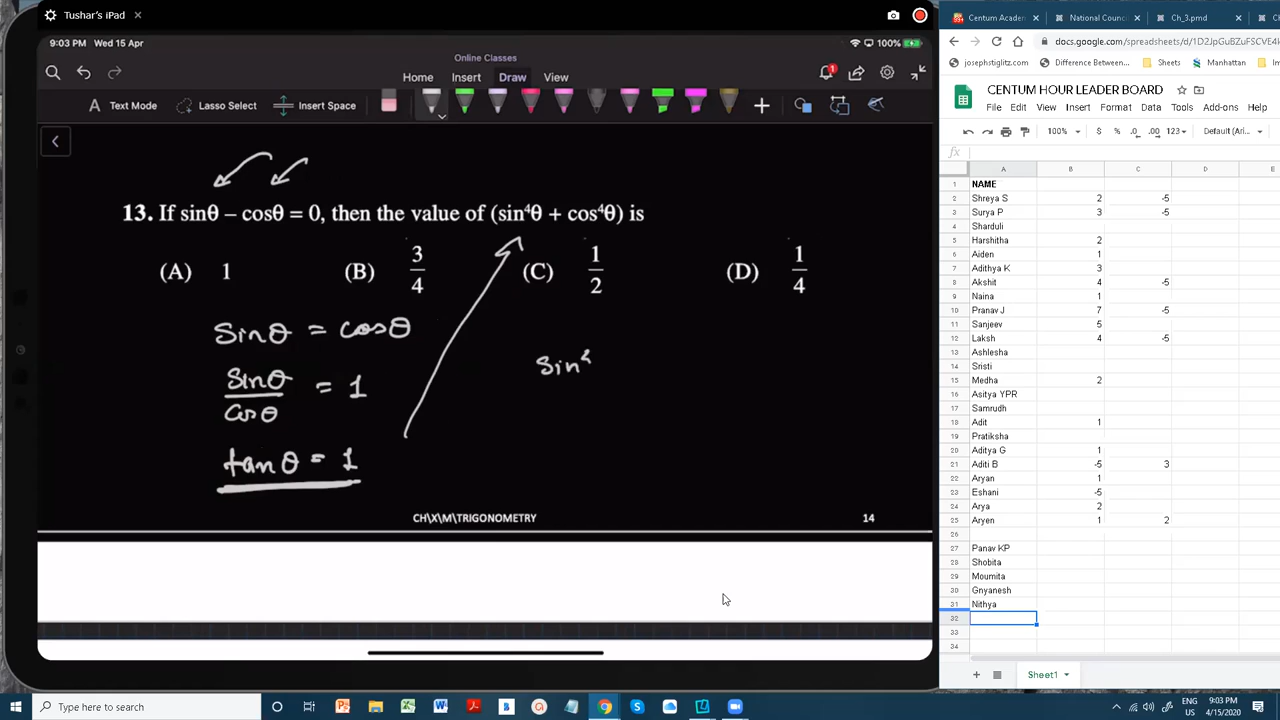 Tushar's iPad
9:03 PM Wed 15 Apr
100%
Online Classes
Home Insert Draw View
1
Text Mode Lasso Select Insert Space
13. If sinθ – cosθ = 0, then the value of (sin⁴θ + cos⁴θ) is
(A) 1 (B) 3/4 (C) 1/2 (D) 1/4
Sinθ = cosθ
Sinθ/Cosθ = 1
tanθ = 1
Sin⁴
CH\X\M\TRIGONOMETRY 14
99+ Centum Acade National Counci Ch_3.pmd
docs.google.com/spreadsheets/d/1D2JpGuBZuFSCVE4
josephstiglitz.com Difference Between... Sheets Manhattan
CENTUM HOUR LEADER BOARD
File Edit View Insert Format Data Tools Add-ons Help
100% $ % .0 .00 123 Default (Ari...
fx
A B C D E
1 NAME
2 Shreya S 2 -5
3 Surya P 3 -5
4 Sharduli
5 Harshitha 2
6 Aiden 1
7 Adithya K 3
8 Akshit 4 -5
9 Naina 1
10 Pranav J 7 -5
11 Sanjeev 5
12 Laksh 4 -5
13 Ashlesha
14 Sristi
15 Medha 2
16 Asitya YPR
17 Samrudh
18 Adit 1
19 Pratiksha
20 Aditya G 1
21 Aditi B -5 3
22 Aryan 1
23 Eshani -5
24 Arya 2
25 Aryen 1 2
26
27 Panav KP
28 Shobita
29 Moumita
30 Gnyanesh
31 Nithya
32
33
34
Sheet1
Type here to search
ENG 9:03 PM
US 4/15/2020